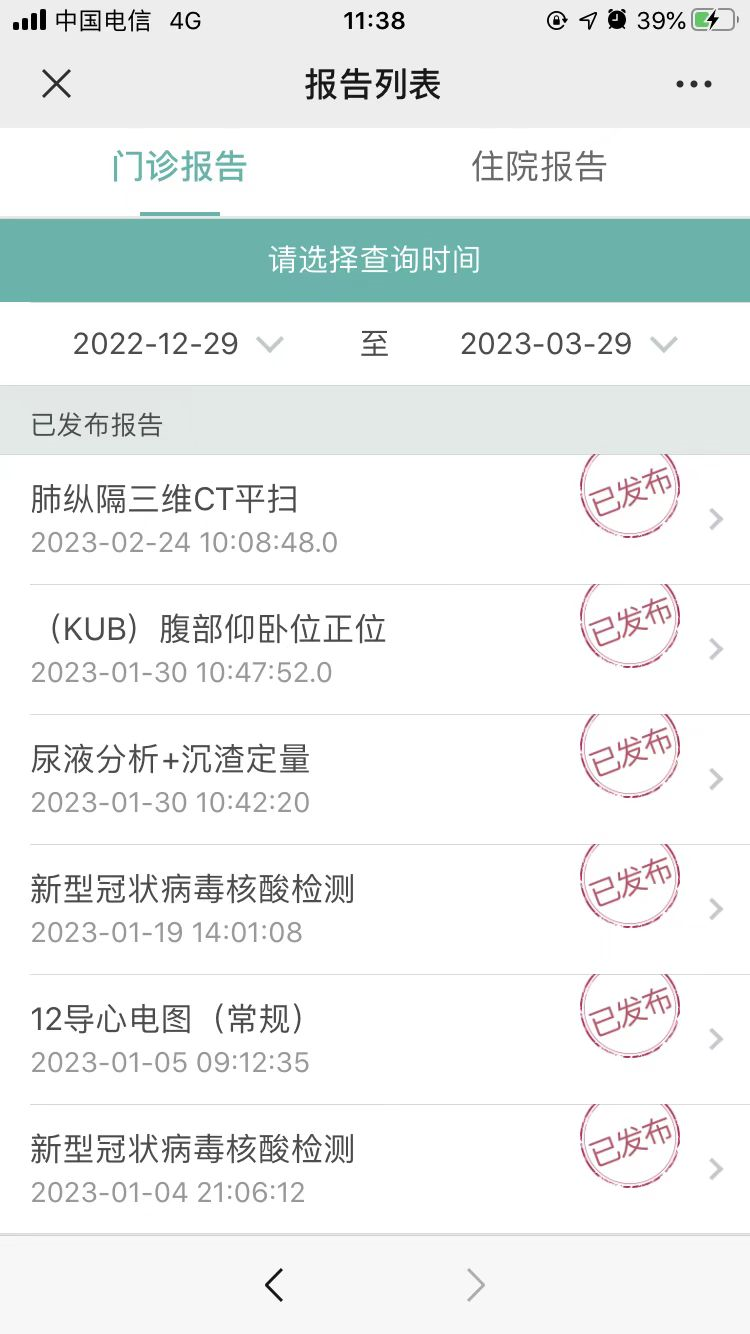 中国电信 4G 11:38 39%
报告列表
门诊报告 住院报告
请选择查询时间
2022-12-29 至 2023-03-29
已发布报告
肺纵隔三维CT平扫 已发布
2023-02-24 10:08:48.0
（KUB）腹部仰卧位正位 已发布
2023-01-30 10:47:52.0
尿液分析+沉渣定量 已发布
2023-01-30 10:42:20
新型冠状病毒核酸检测 已发布
2023-01-19 14:01:08
12导心电图（常规） 已发布
2023-01-05 09:12:35
新型冠状病毒核酸检测 已发布
2023-01-04 21:06:12